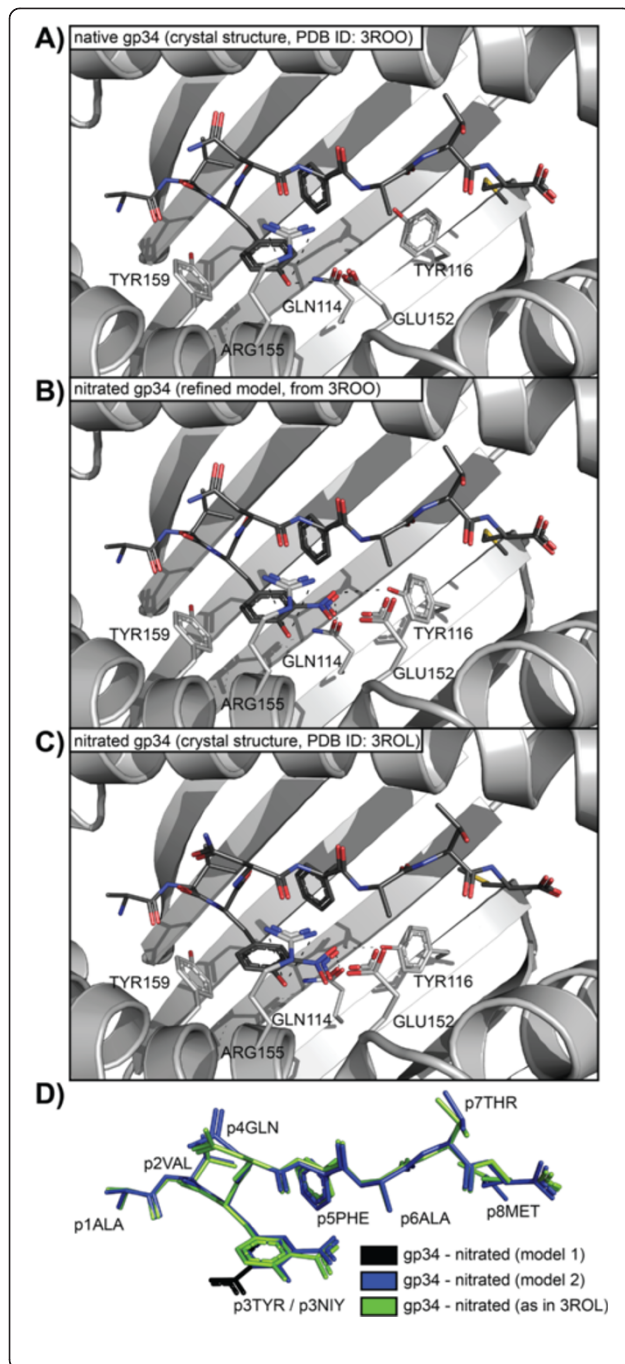 A) native gp34 (crystal structure, PDB ID: 3ROO)
TYR159
TYR116
GLN114
GLU152
ARG155
B) nitrated gp34 (refined model, from 3ROO)
TYR159
TYR116
GLN114
GLU152
ARG155
C) nitrated gp34 (crystal structure, PDB ID: 3ROL)
TYR159
TYR116
GLN114
GLU152
ARG155
D)
p7THR
p4GLN
p2VAL
p1ALA
p5PHE
p6ALA
p8MET
p3TYR / p3NIY
gp34 - nitrated (model 1)
gp34 - nitrated (model 2)
gp34 - nitrated (as in 3ROL)